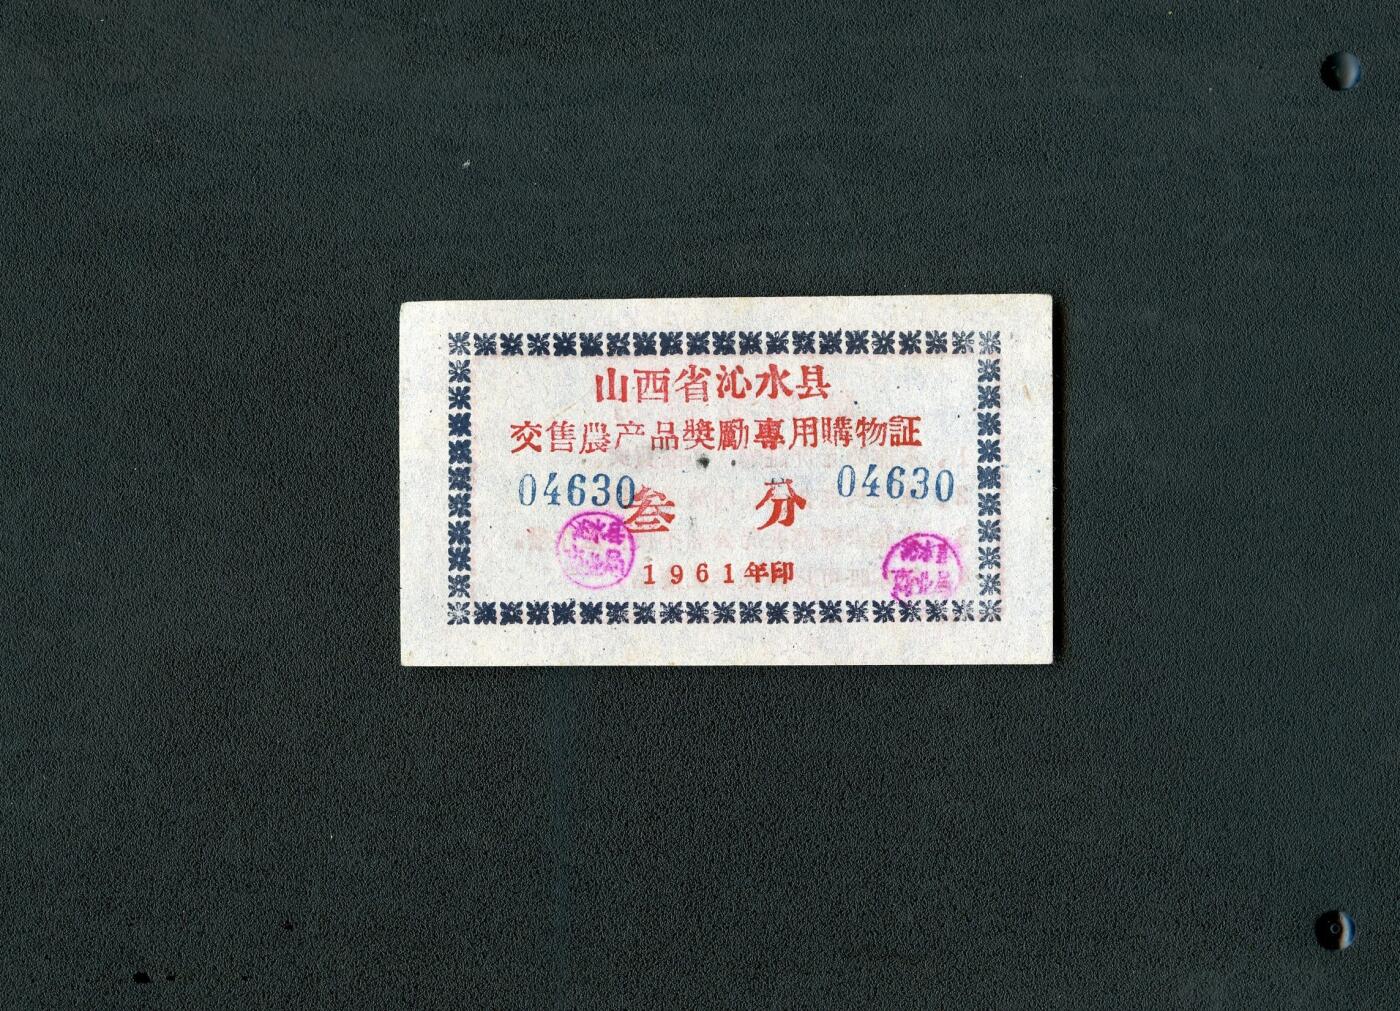 山西省沁水县
交售農产品奬勵專用購物証
04630 04630
叁 分
1961年印